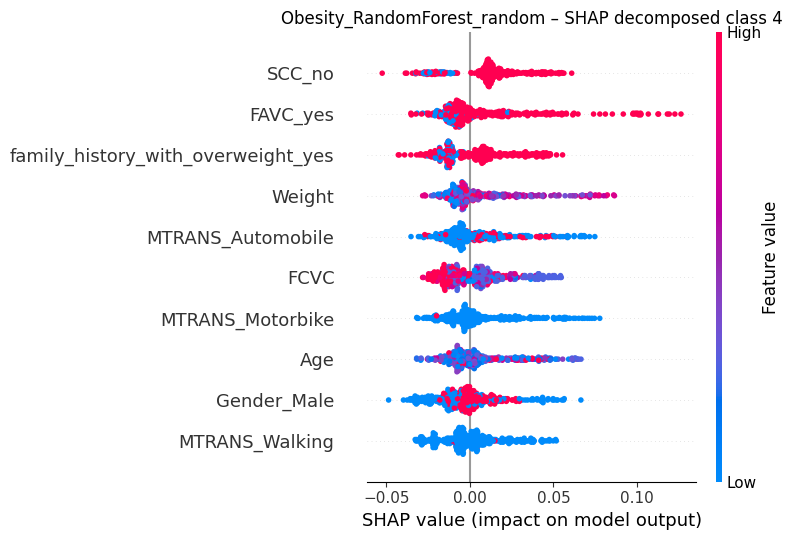 Obesity_RandomForest_random – SHAP decomposed class 4
High
SCC_no
FAVC_yes
family_history_with_overweight_yes
Weight
MTRANS_Automobile
FCVC
MTRANS_Motorbike
Age
Gender_Male
MTRANS_Walking
Feature value
Low
−0.05 0.00 0.05 0.10
SHAP value (impact on model output)